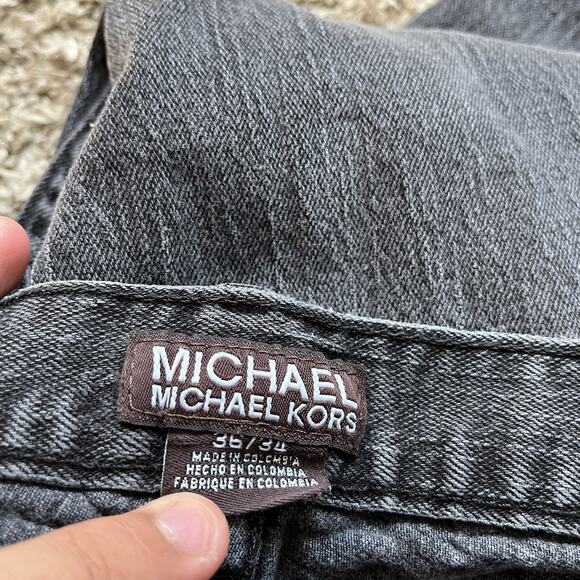 MICHAEL
MICHAEL KORS
36/34
MADE IN COLOMBIA
HECHO EN COLOMBIA
FABRIQUE EN COLOMBIA